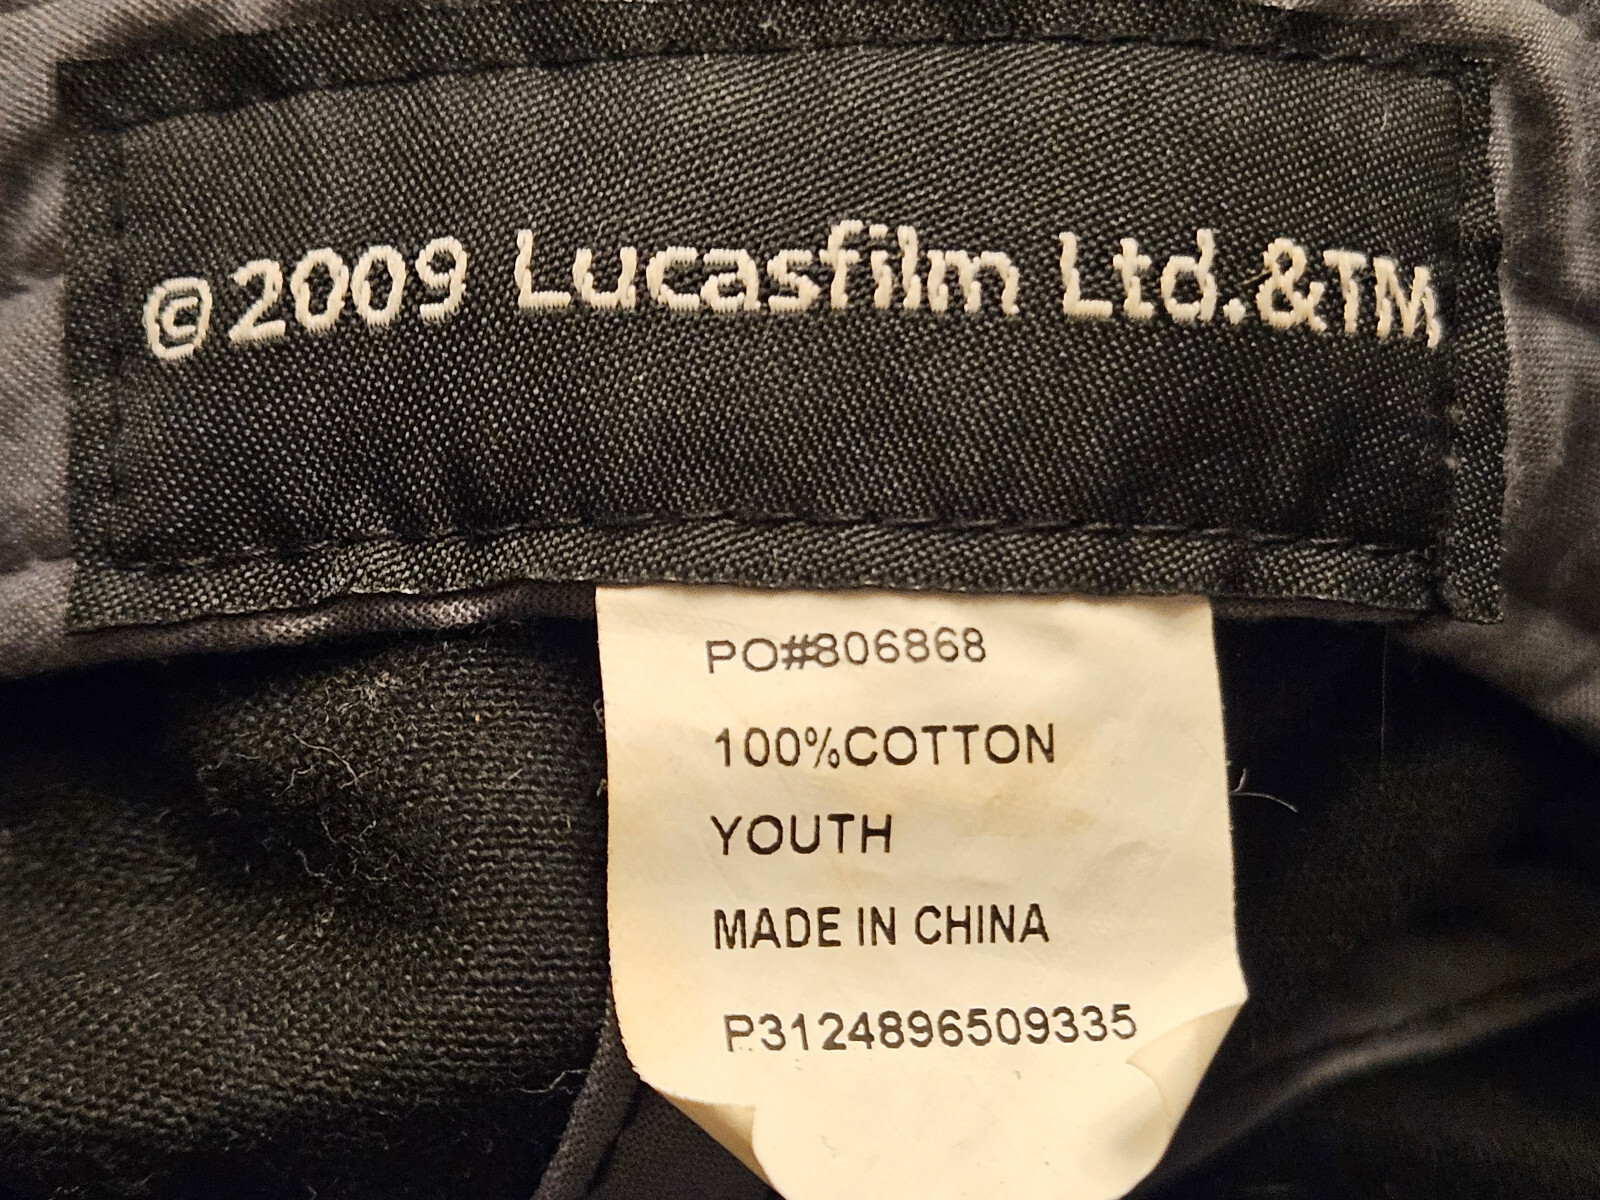 ©2009 Lucasfilm Ltd.&TM
PO#806868
100%COTTON
YOUTH
MADE IN CHINA
P3124896509335